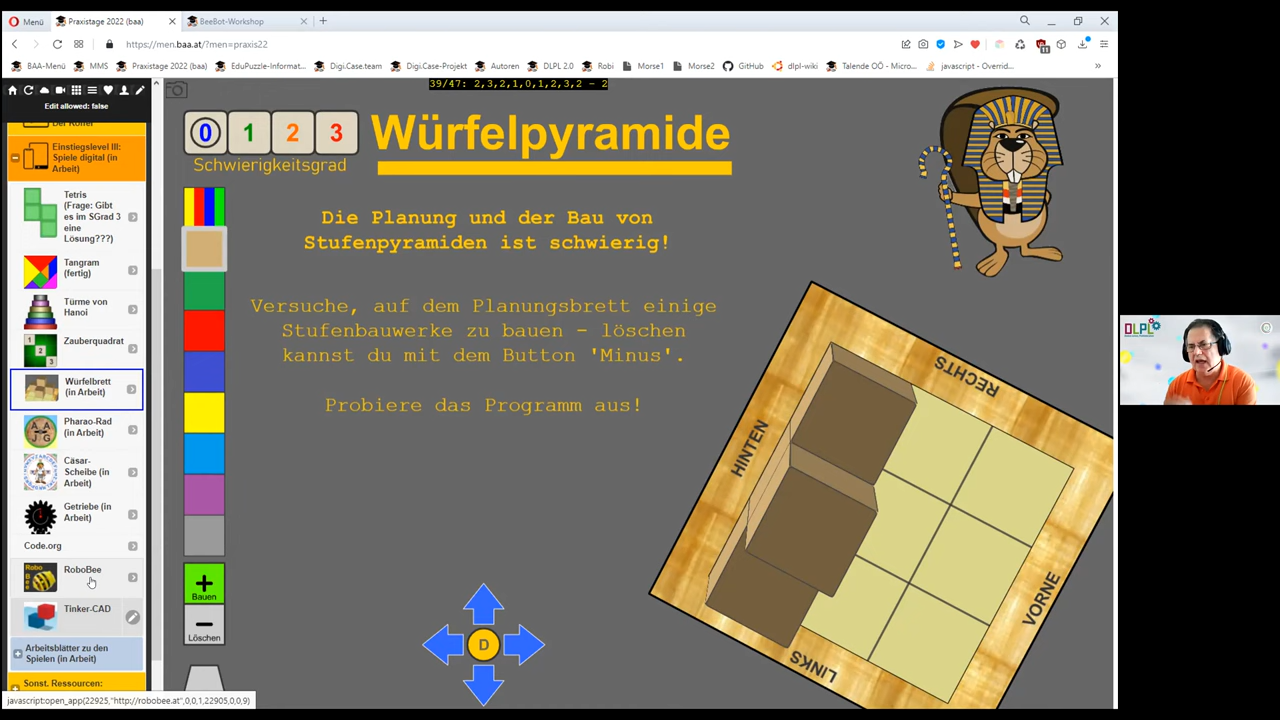 Menü
Praxistage 2022 (baa)
BeeBot-Workshop
https://men.baa.at/?men=praxis22
BAA-Menü
MMS
Praxistage 2022 (baa)
EduPuzzle-Informat...
Digi.Case.team
Digi.Case-Projekt
Autoren
DLPL 2.0
Robi
Morse1
Morse2
GitHub
dlpl-wiki
Talende OÖ - Micro...
javascript - Overrid...
Edit allowed: false
39/47: 2,3,2,1,0,1,2,3,2 - 2
Einstiegslevel III:
Spiele digital (in
Arbeit)
Tetris
(Frage: Gibt
es im SGrad 3
eine
Lösung???)
Tangram
(fertig)
Türme von
Hanoi
Zauberquadrat
Würfelbrett
(in Arbeit)
Pharao-Rad
(in Arbeit)
Cäsar-
Scheibe (in
Arbeit)
Getriebe (in
Arbeit)
Code.org
RoboBee
Tinker-CAD
Arbeitsblätter zu den
Spielen (in Arbeit)
Sonst. Ressourcen:
javascript:open_app(22925,"http://robobee.at",0,0,1,22905,0,0,9)
0 1 2 3
Schwierigkeitsgrad
Würfelpyramide
Die Planung und der Bau von
Stufenpyramiden ist schwierig!
Versuche, auf dem Planungsbrett einige
Stufenbauwerke zu bauen - löschen
kannst du mit dem Button 'Minus'.
Probiere das Programm aus!
+
Bauen
−
Löschen
D
RECHTS
HINTEN
VORNE
LINKS
DLPL